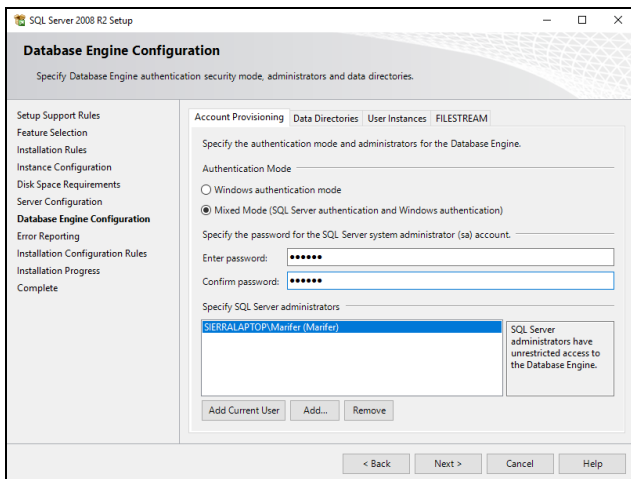 SQL Server 2008 R2 Setup
Database Engine Configuration
Specify Database Engine authentication security mode, administrators and data directories.
Setup Support Rules
Feature Selection
Installation Rules
Instance Configuration
Disk Space Requirements
Server Configuration
Database Engine Configuration
Error Reporting
Installation Configuration Rules
Installation Progress
Complete
Account Provisioning Data Directories User Instances FILESTREAM
Specify the authentication mode and administrators for the Database Engine.
Authentication Mode
Windows authentication mode
Mixed Mode (SQL Server authentication and Windows authentication)
Specify the password for the SQL Server system administrator (sa) account.
Enter password: ●●●●●●
Confirm password: ●●●●●●
Specify SQL Server administrators
SIERRALAPTOP\Marifer (Marifer)
SQL Server
administrators have
unrestricted access to
the Database Engine.
Add Current User Add... Remove
< Back Next > Cancel Help